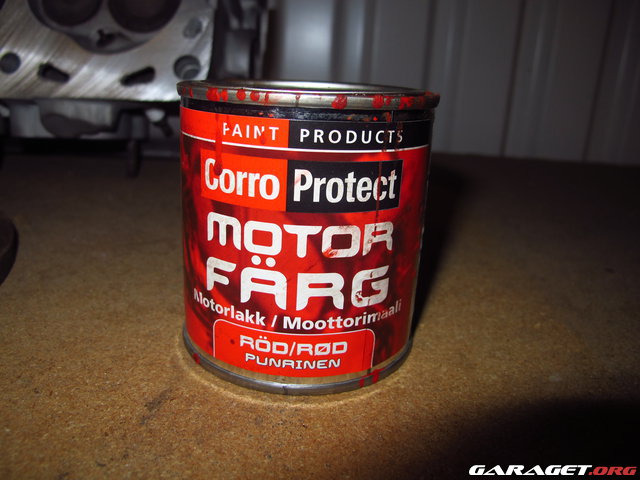 PAINT PRODUCTS
Corro Protect
MOTOR
FÄRG
Motorlakk / Moottorimaali
RÖD/RØD
PUNAINEN
GARAGET.ORG